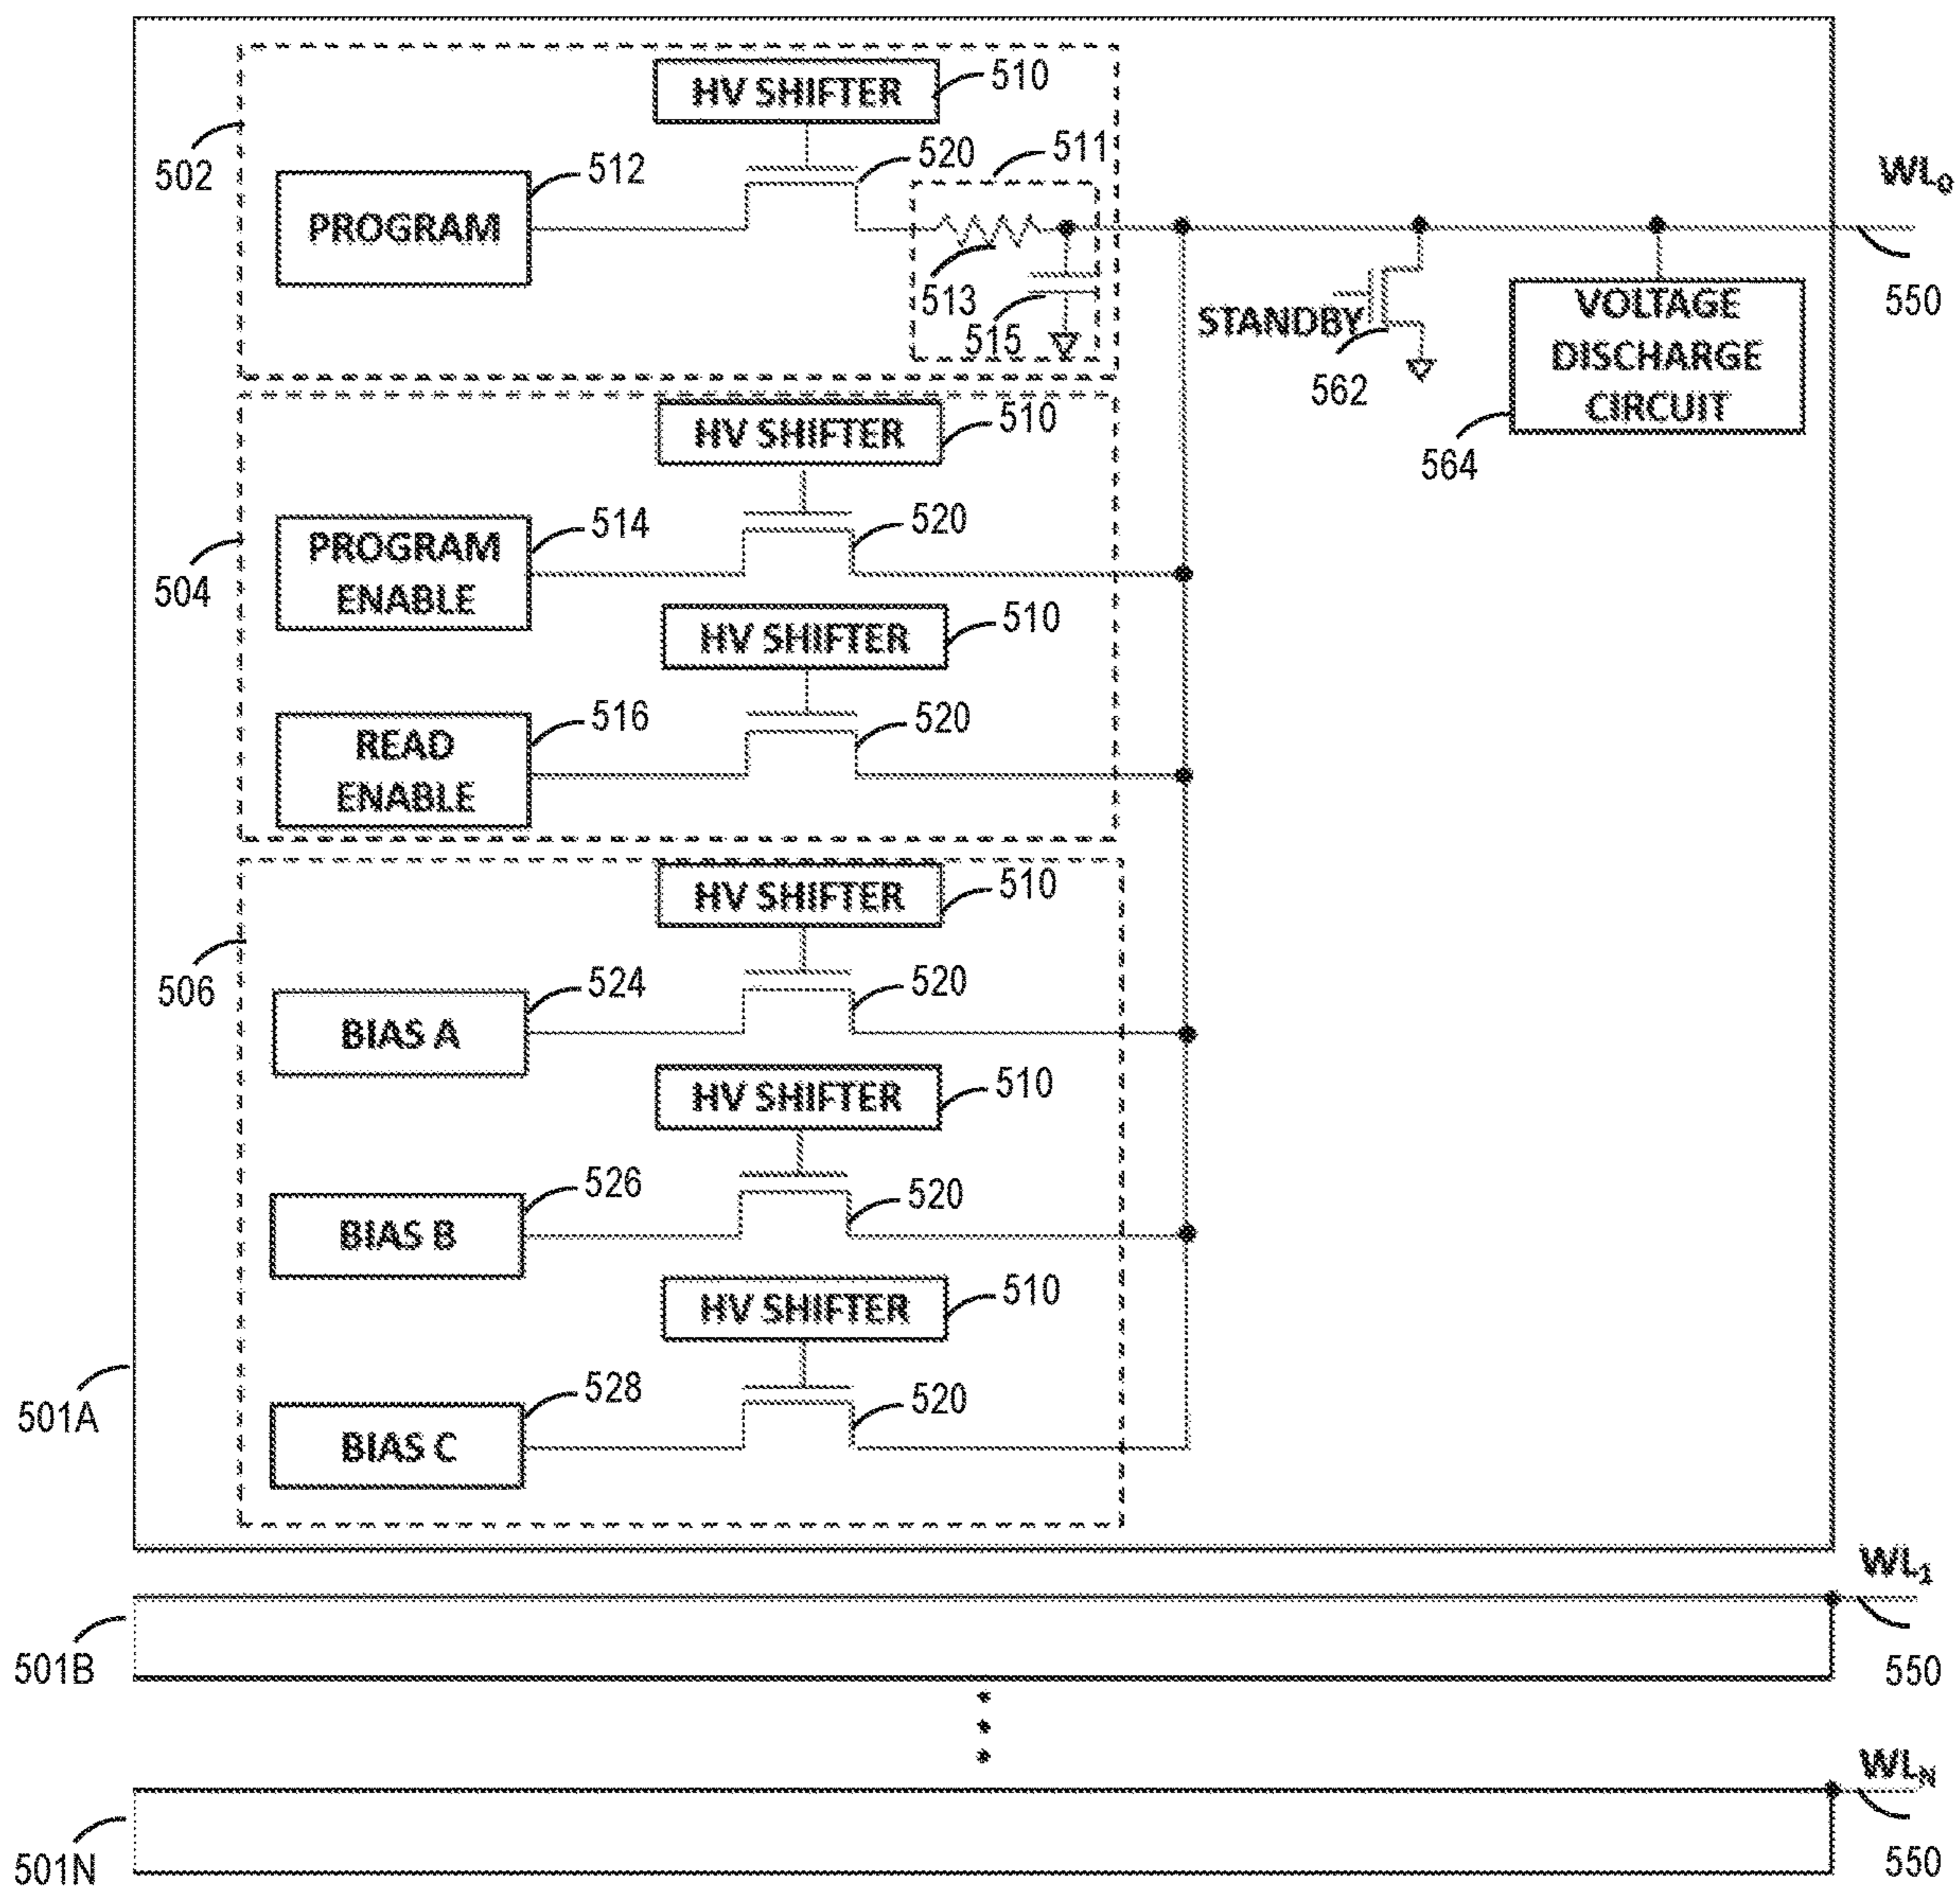 HV SHIFTER
510
502
512
520
511
PROGRAM
WL0
513
515
STANDBY
562
VOLTAGE
DISCHARGE
CIRCUIT
564
550
HV SHIFTER
510
504
514
520
PROGRAM
ENABLE
HV SHIFTER
510
516
520
READ
ENABLE
HV SHIFTER
510
506
524
520
BIAS A
HV SHIFTER
510
526
520
BIAS B
HV SHIFTER
510
528
520
BIAS C
501A
WL1
501B
550
WLN
501N
550